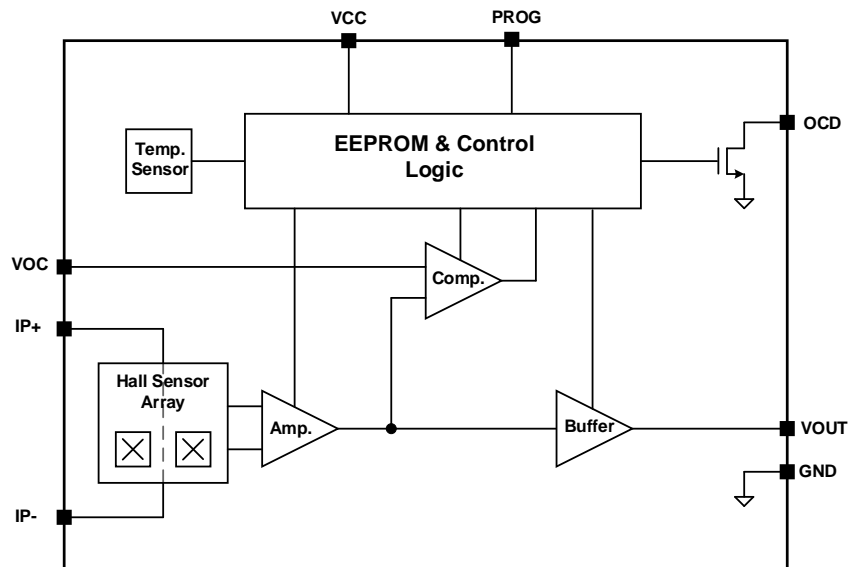 VCC
PROG
OCD
EEPROM & Control
Logic
Temp.
Sensor
VOC
Comp.
IP+
Hall Sensor
Array
Amp.
Buffer
VOUT
GND
IP-